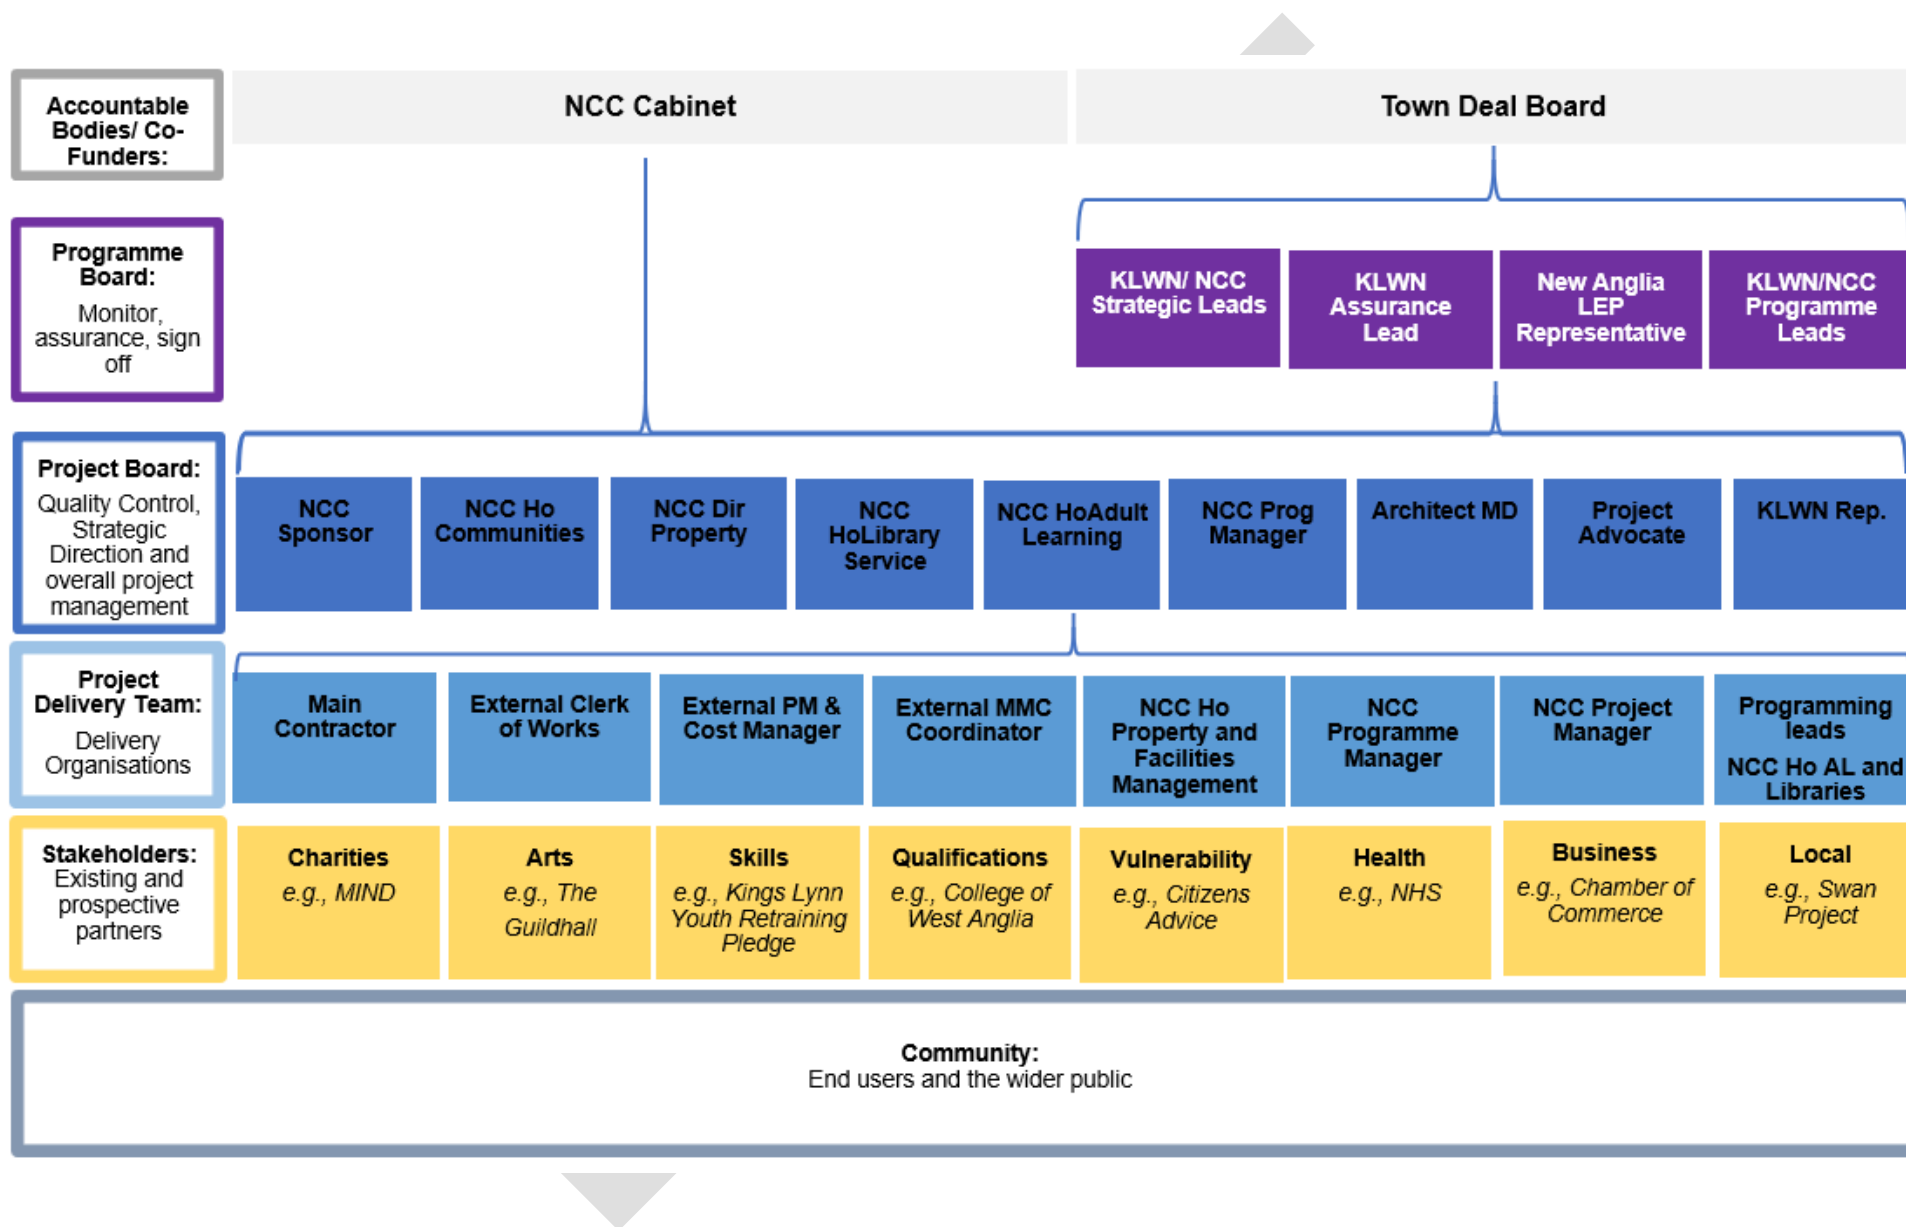 Accountable
Bodies/ Co-
Funders:
NCC Cabinet
Town Deal Board
Programme
Board:
Monitor,
assurance, sign
off
KLWN/ NCC
Strategic Leads
KLWN
Assurance
Lead
New Anglia
LEP
Representative
KLWN/NCC
Programme
Leads
Project Board:
Quality Control,
Strategic
Direction and
overall project
management
NCC
Sponsor
NCC Ho
Communities
NCC Dir
Property
NCC
HoLibrary
Service
NCC HoAdult
Learning
NCC Prog
Manager
Architect MD
Project
Advocate
KLWN Rep.
Project
Delivery Team:
Delivery
Organisations
Main
Contractor
External Clerk
of Works
External PM &
Cost Manager
External MMC
Coordinator
NCC Ho
Property and
Facilities
Management
NCC
Programme
Manager
NCC Project
Manager
Programming
leads
NCC Ho AL and
Libraries
Stakeholders:
Existing and
prospective
partners
Charities
e.g., MIND
Arts
e.g., The
Guildhall
Skills
e.g., Kings Lynn
Youth Retraining
Pledge
Qualifications
e.g., College of
West Anglia
Vulnerability
e.g., Citizens
Advice
Health
e.g., NHS
Business
e.g., Chamber of
Commerce
Local
e.g., Swan
Project
Community:
End users and the wider public